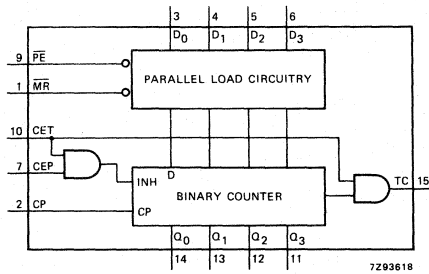 3 4 5 6
D0 D1 D2 D3
9 PE
PARALLEL LOAD CIRCUITRY
1 MR
10 CET
D
7 CEP
INH
BINARY COUNTER
TC 15
2 CP
CP
Q0 Q1 Q2 Q3
14 13 12 11
7Z93618